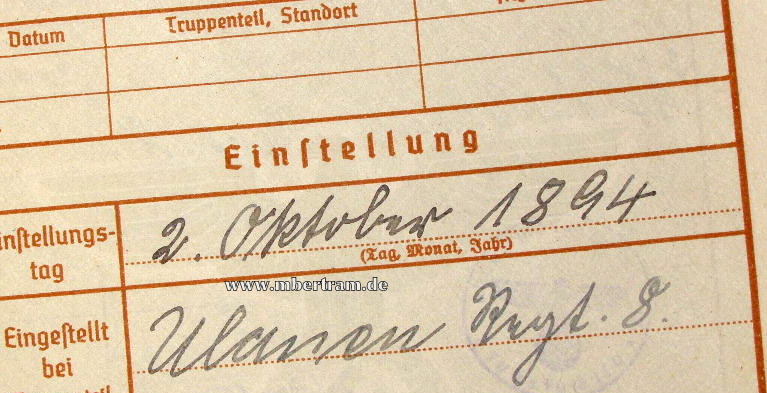 Datum Truppenteil, Standort
Einſtellung
inſtellungs-
tag
2. Oktober 1894
(Tag, Monat, Jahr)
www.mbertram.de
Eingeſtellt
bei
Ulanen Regt. 8.